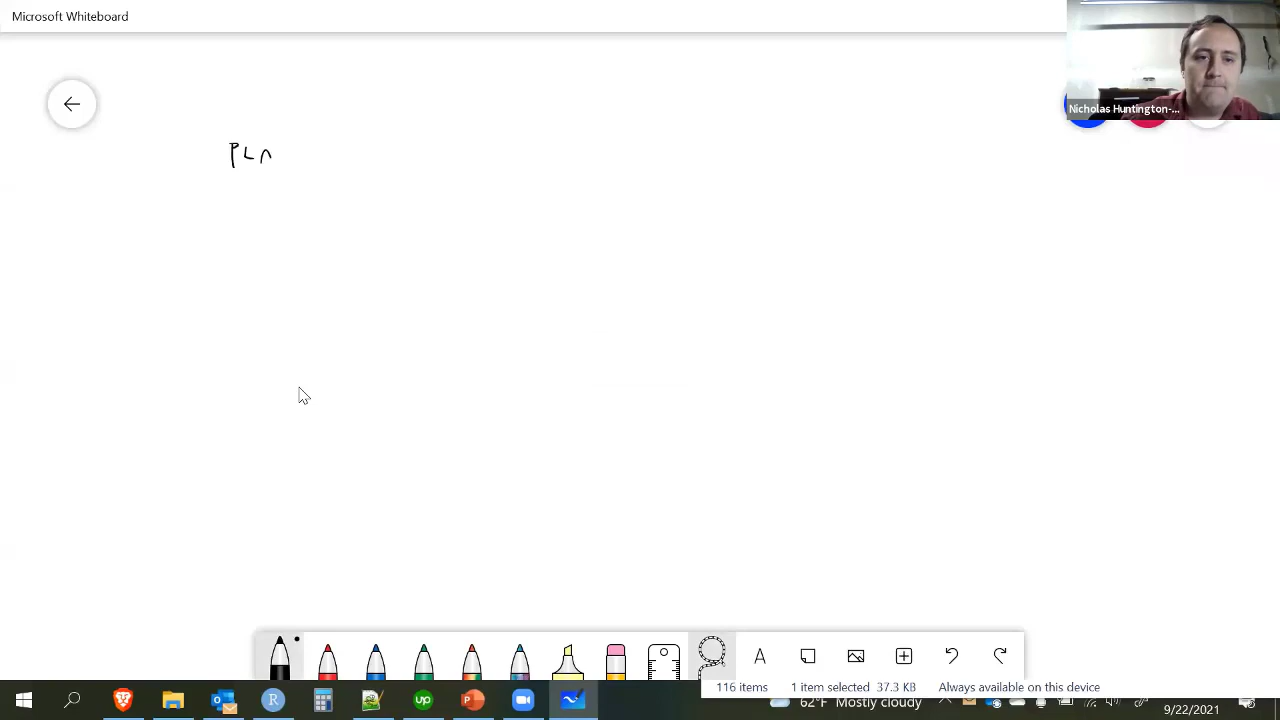 Microsoft Whiteboard
Nicholas Huntington-...
PLn
A
116 items 1 item selected 37.3 KB Always available on this device
62°F Mostly cloudy
9/22/2021